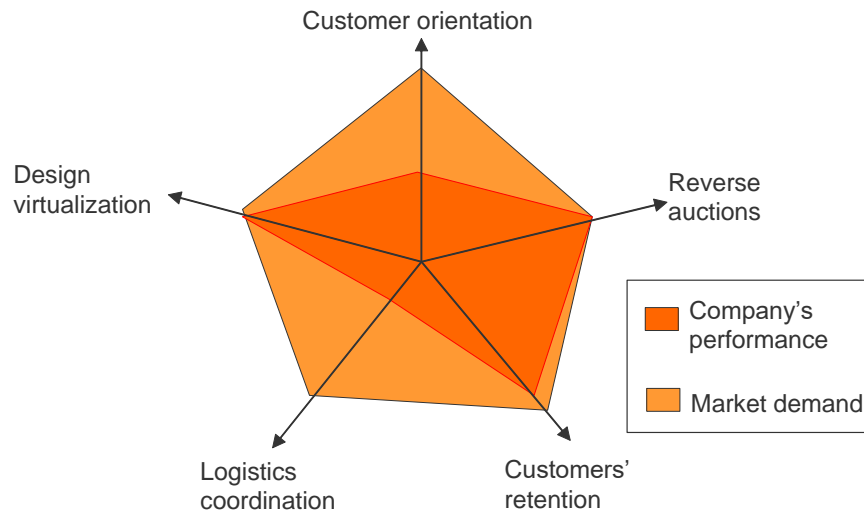 Customer orientation
Design
virtualization
Reverse
auctions
Company’s
performance
Market demand
Logistics
coordination
Customers’
retention